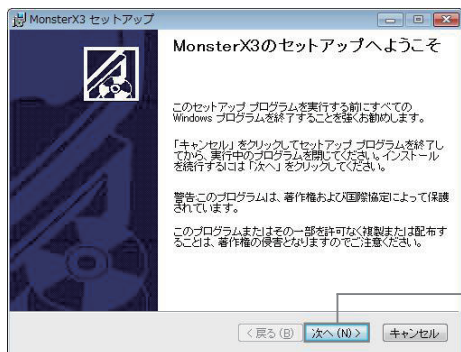 MonsterX3 セットアップ
MonsterX3のセットアップへようこそ
このセットアップ プログラムを実行する前にすべての
Windows プログラムを終了することを強くお勧めします。
「キャンセル」をクリックしてセットアップ プログラムを終了し
てから、実行中のプログラムを閉じてください。インストール
を続行するには「次へ」をクリックしてください。
警告:このプログラムは、著作権および国際協定によって保護
されています。
このプログラムまたはその一部を許可なく複製または配布す
ることは、著作権の侵害となりますのでご注意ください。
< 戻る(B) 次へ(N) > キャンセル